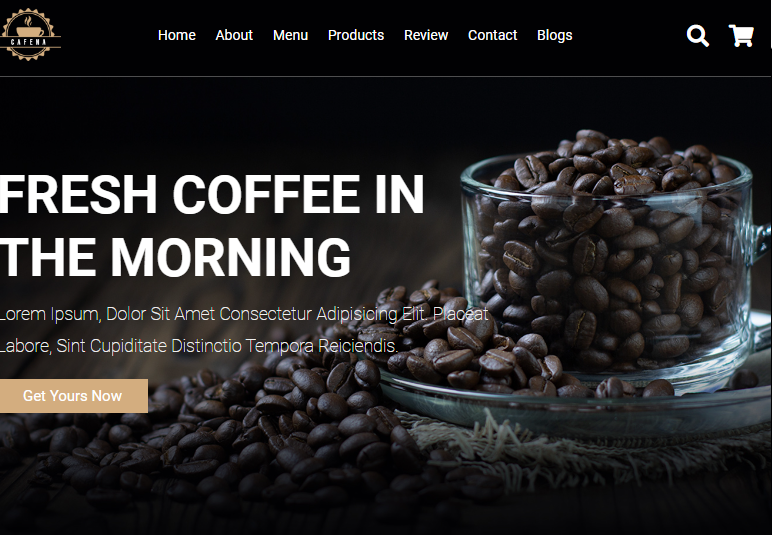 CAFENA
Home About Menu Products Review Contact Blogs
FRESH COFFEE IN
THE MORNING
Lorem Ipsum, Dolor Sit Amet Consectetur Adipisicing Elit. Placeat
Labore, Sint Cupiditate Distinctio Tempora Reiciendis.
Get Yours Now